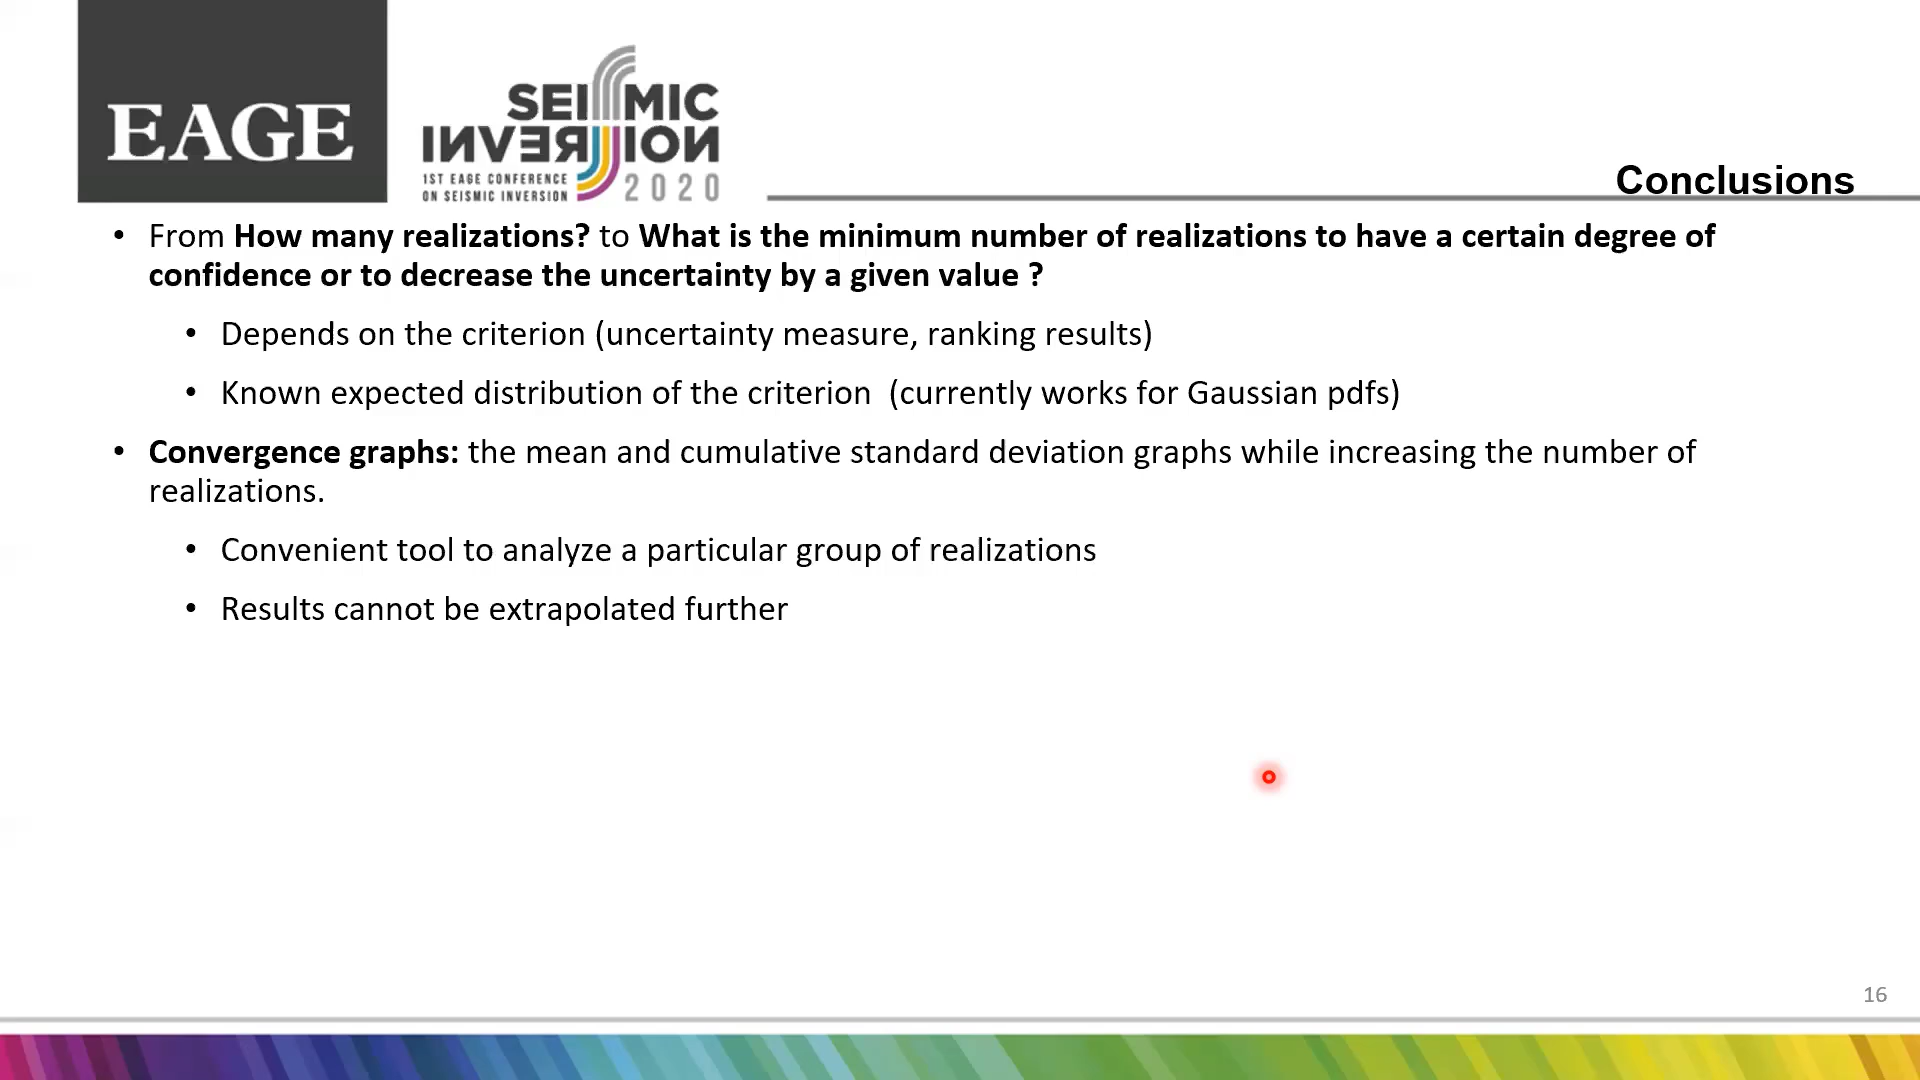 EAGE
SEISMIC
INVERSION
1ST EAGE CONFERENCE
ON SEISMIC INVERSION
2020
Conclusions
• From How many realizations? to What is the minimum number of realizations to have a certain degree of
confidence or to decrease the uncertainty by a given value ?
• Depends on the criterion (uncertainty measure, ranking results)
• Known expected distribution of the criterion (currently works for Gaussian pdfs)
• Convergence graphs: the mean and cumulative standard deviation graphs while increasing the number of
realizations.
• Convenient tool to analyze a particular group of realizations
• Results cannot be extrapolated further
16